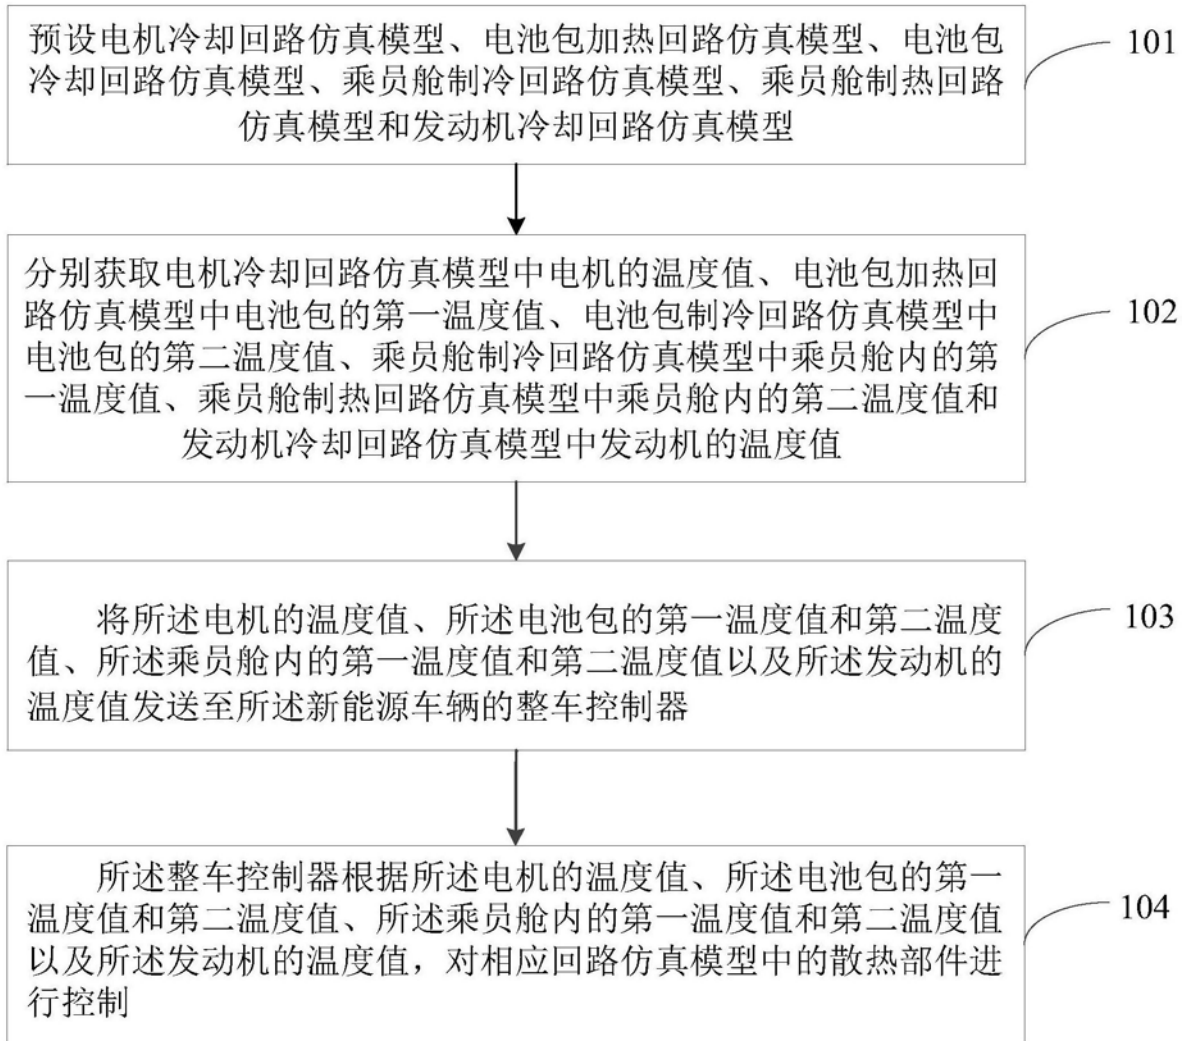 预设电机冷却回路仿真模型、电池包加热回路仿真模型、电池包
冷却回路仿真模型、乘员舱制冷回路仿真模型、乘员舱制热回路
仿真模型和发动机冷却回路仿真模型
101
分别获取电机冷却回路仿真模型中电机的温度值、电池包加热回
路仿真模型中电池包的第一温度值、电池包制冷回路仿真模型中
电池包的第二温度值、乘员舱制冷回路仿真模型中乘员舱内的第
一温度值、乘员舱制热回路仿真模型中乘员舱内的第二温度值和
发动机冷却回路仿真模型中发动机的温度值
102
将所述电机的温度值、所述电池包的第一温度值和第二温度
值、所述乘员舱内的第一温度值和第二温度值以及所述发动机的
温度值发送至所述新能源车辆的整车控制器
103
所述整车控制器根据所述电机的温度值、所述电池包的第一
温度值和第二温度值、所述乘员舱内的第一温度值和第二温度值
以及所述发动机的温度值，对相应回路仿真模型中的散热部件进
行控制
104